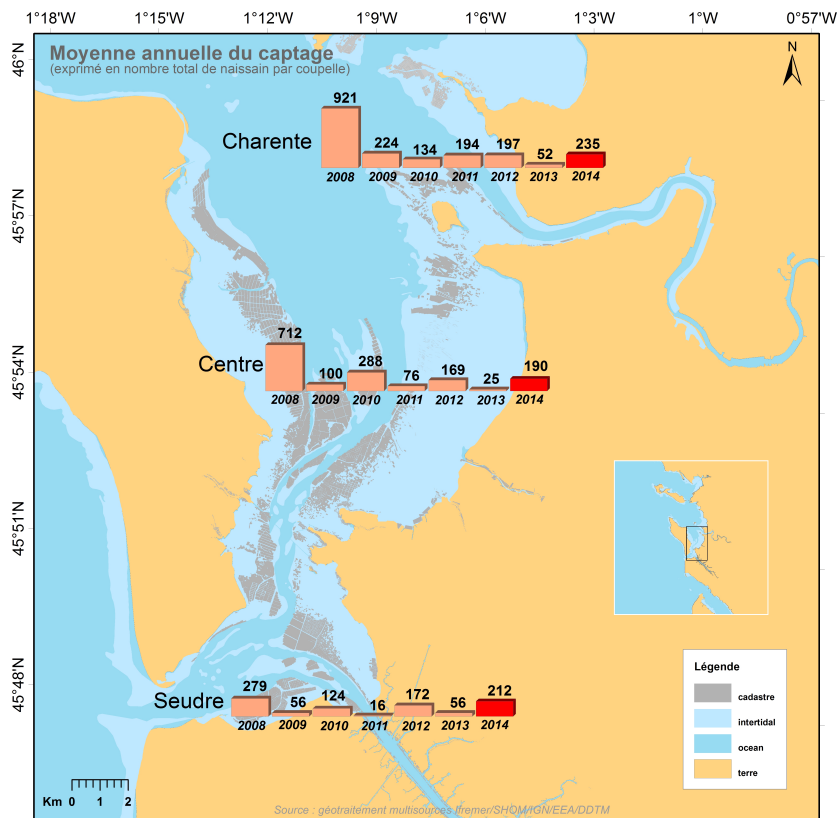 1°18'W 1°15'W 1°12'W 1°9'W 1°6'W 1°3'W 1°W 0°57'W
46°N
Moyenne annuelle du captage
(exprimé en nombre total de naissain par coupelle)
N
Charente
921 224 134 194 197 52 235
2008 2009 2010 2011 2012 2013 2014
45°57'N
Centre
712 100 288 76 169 25 190
2008 2009 2010 2011 2012 2013 2014
45°54'N
45°51'N
45°48'N
Seudre
279 56 124 16 172 56 212
2008 2009 2010 2011 2012 2013 2014
Légende
cadastre
intertidal
ocean
terre
Km 0 1 2
Source : géotraitement multisources Ifremer/SHOM/IGN/EEA/DDTM